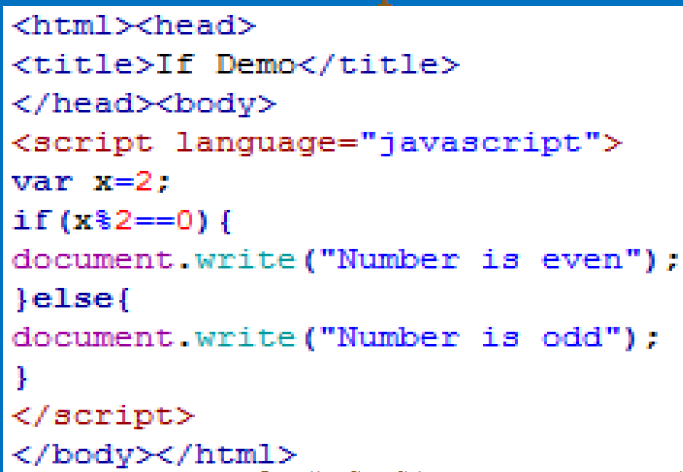 <html><head>
<title>If Demo</title>
</head><body>
<script language="javascript">
var x=2;
if(x%2==0){
document.write("Number is even");
}else{
document.write("Number is odd");
}
</script>
</body></html>